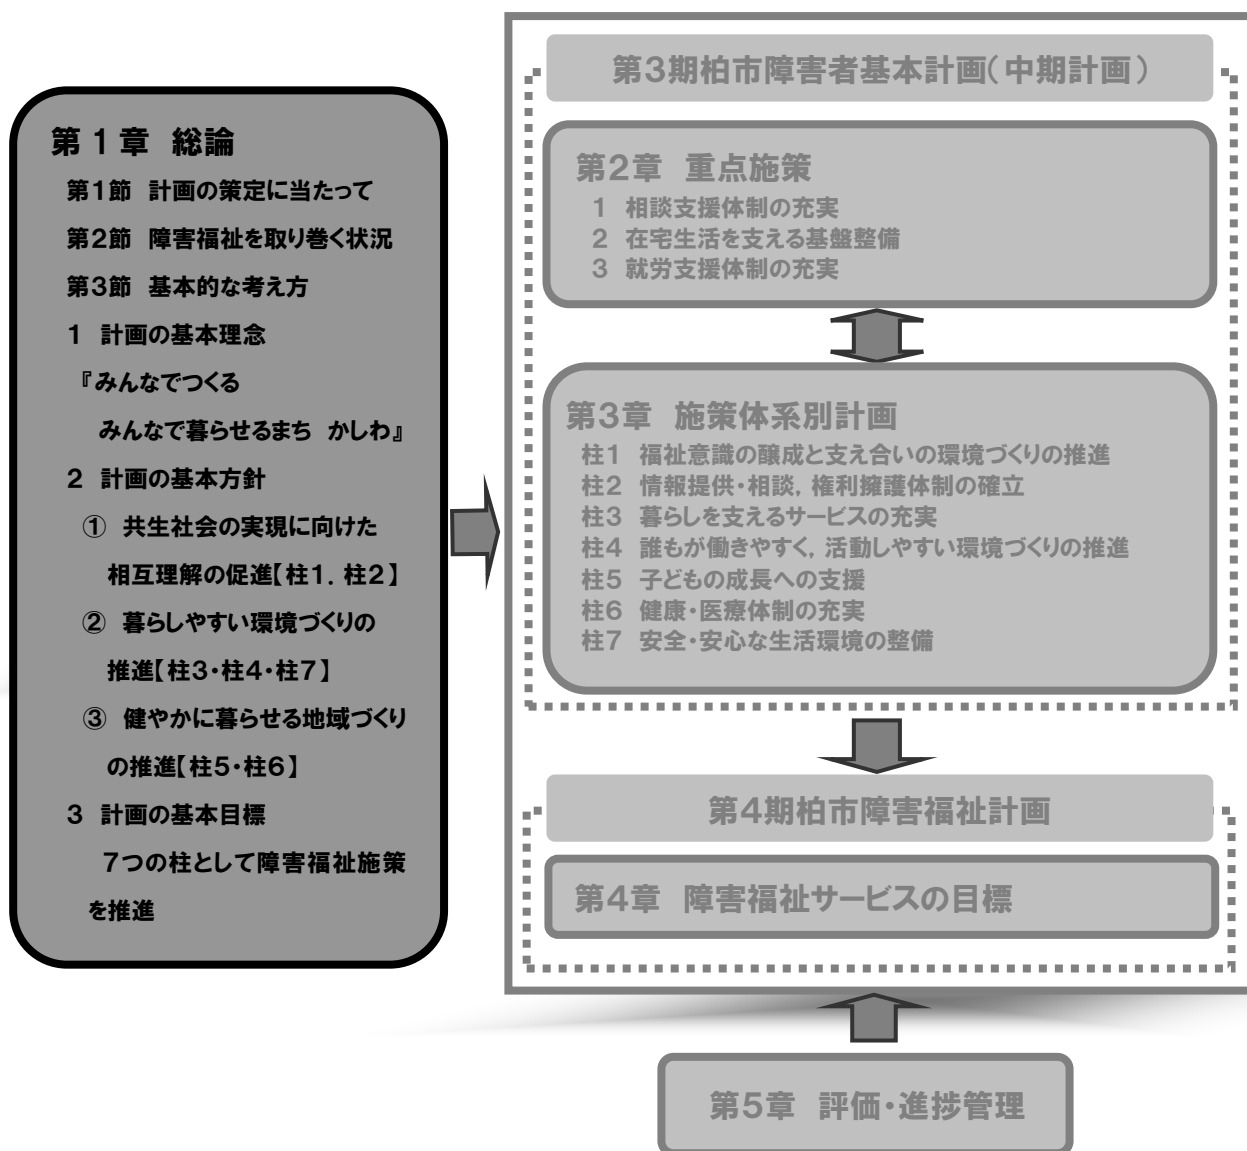 第1章 総論
第1節 計画の策定に当たって
第2節 障害福祉を取り巻く状況
第3節 基本的な考え方
1 計画の基本理念
『みんなでつくる
みんなで暮らせるまち かしわ』
2 計画の基本方針
① 共生社会の実現に向けた
相互理解の促進【柱1．柱2】
② 暮らしやすい環境づくりの
推進【柱3・柱4・柱7】
③ 健やかに暮らせる地域づくり
の推進【柱5・柱6】
3 計画の基本目標
7つの柱として障害福祉施策
を推進
第3期柏市障害者基本計画（中期計画）
第2章 重点施策
1 相談支援体制の充実
2 在宅生活を支える基盤整備
3 就労支援体制の充実
第3章 施策体系別計画
柱1 福祉意識の醸成と支え合いの環境づくりの推進
柱2 情報提供・相談，権利擁護体制の確立
柱3 暮らしを支えるサービスの充実
柱4 誰もが働きやすく，活動しやすい環境づくりの推進
柱5 子どもの成長への支援
柱6 健康・医療体制の充実
柱7 安全・安心な生活環境の整備
第4期柏市障害福祉計画
第4章 障害福祉サービスの目標
第5章 評価・進捗管理